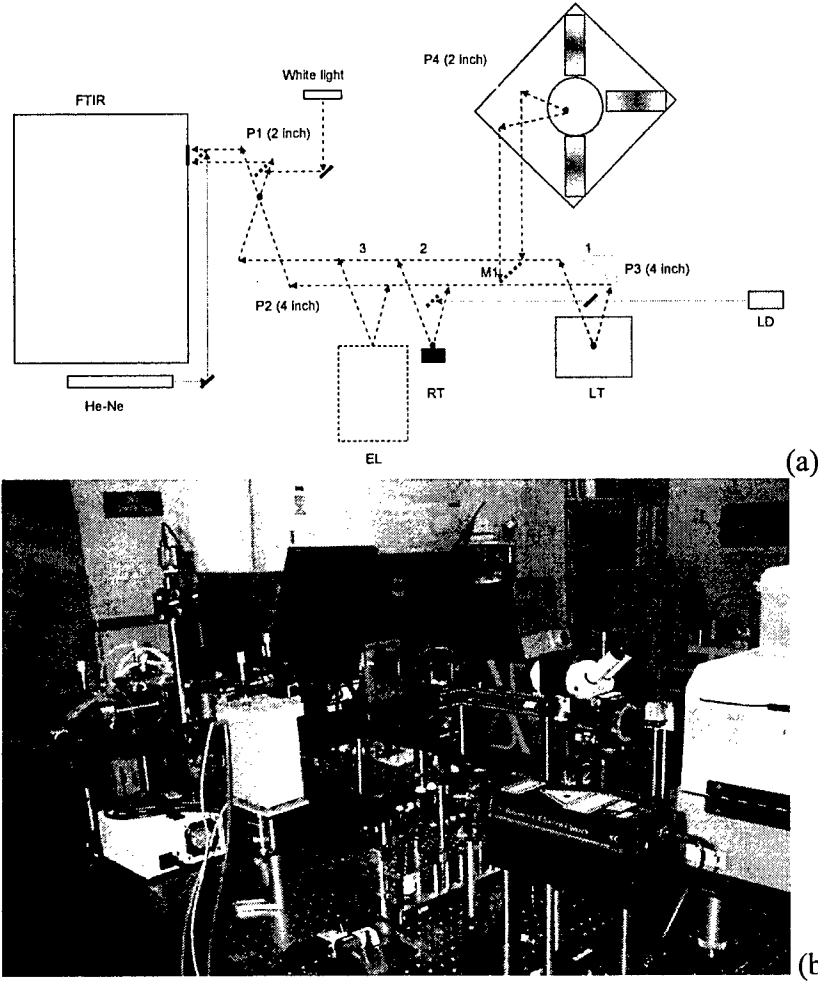 White light
P4 (2 inch)
FTIR
P1 (2 inch)
3
2
1
M1
P3 (4 inch)
P2 (4 inch)
LD
RT
LT
He-Ne
EL
(a)
(b